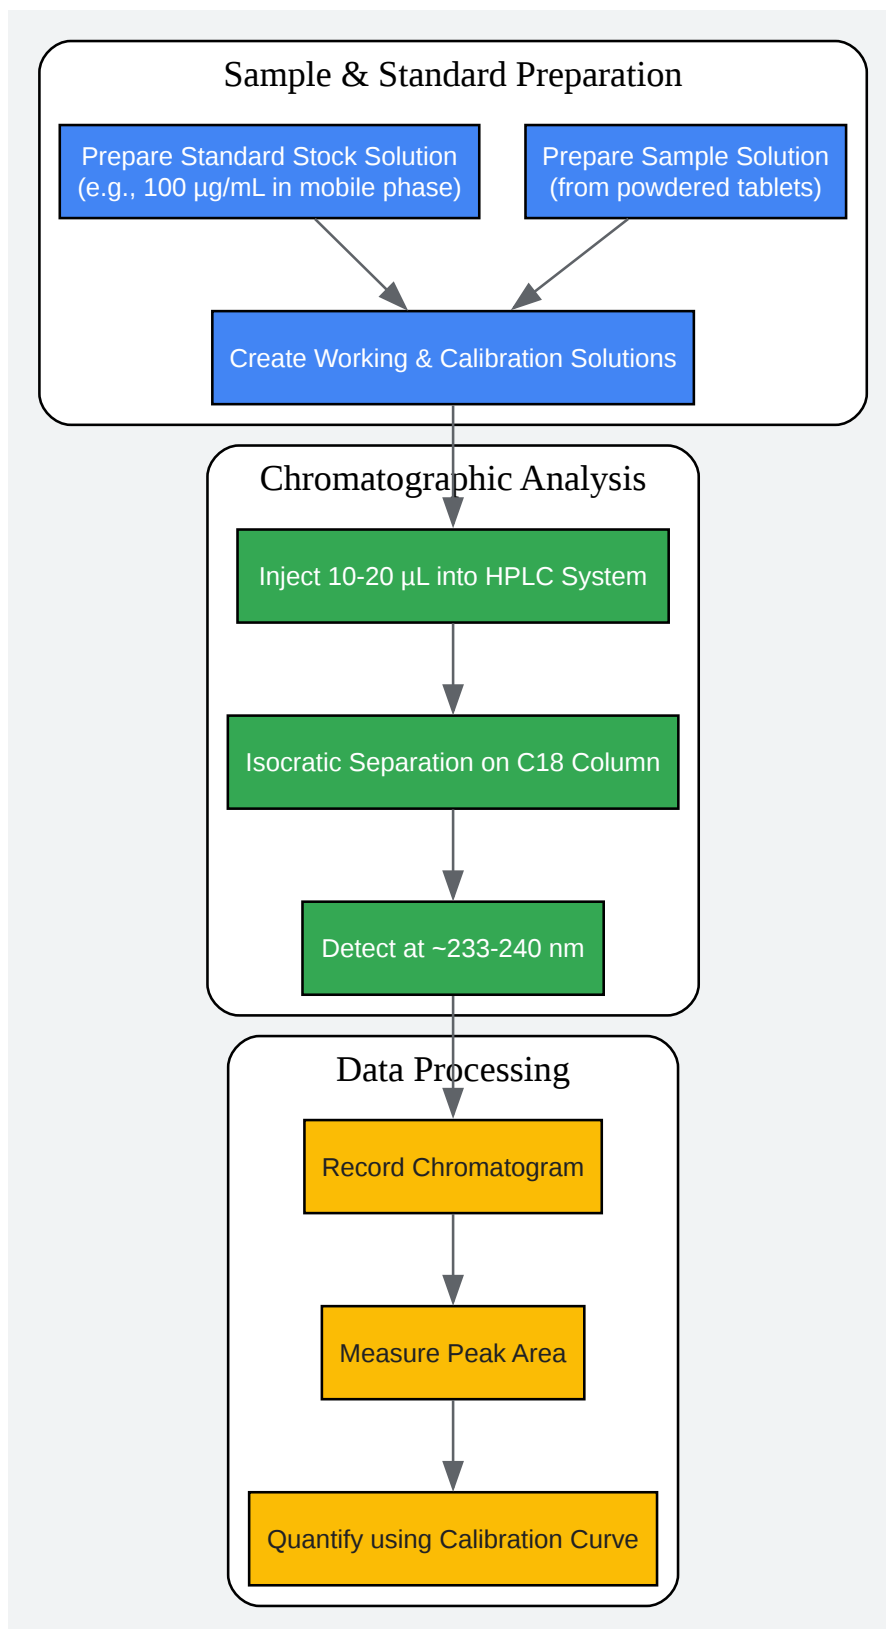 Sample & Standard Preparation
Prepare Standard Stock Solution
(e.g., 100 µg/mL in mobile phase)
Prepare Sample Solution
(from powdered tablets)
Create Working & Calibration Solutions
Chromatographic Analysis
Inject 10-20 µL into HPLC System
Isocratic Separation on C18 Column
Detect at ~233-240 nm
Data Processing
Record Chromatogram
Measure Peak Area
Quantify using Calibration Curve